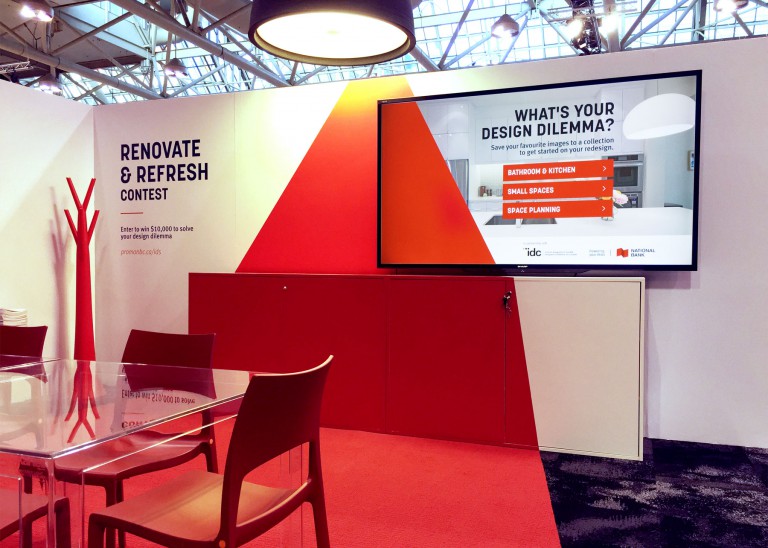 RENOVATE
& REFRESH
CONTEST
Enter to win $10,000 to solve
your design dilemma
WHAT'S YOUR
DESIGN DILEMMA?
Save your favourite images to a collection
to get started on your redesign.
BATHROOM & KITCHEN
SMALL SPACES
SPACE PLANNING
idc
NATIONAL
BANK